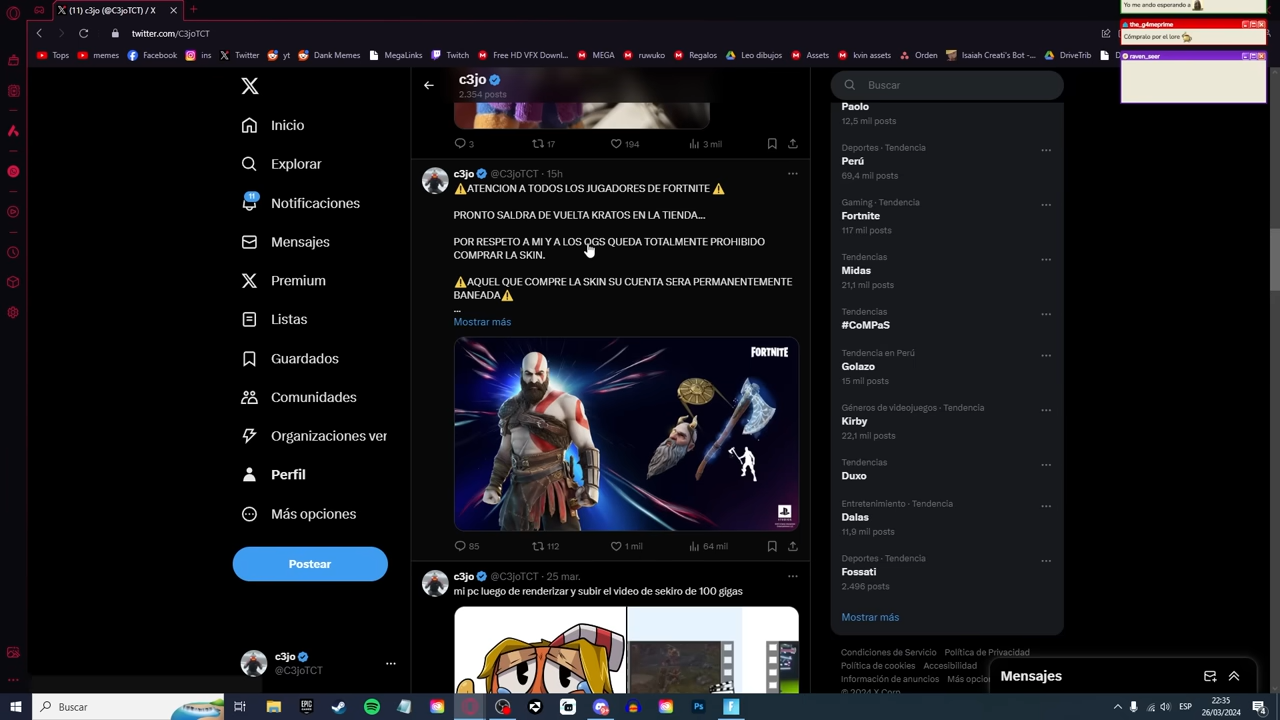 c3jo (@C3joTCT) / X
twitter.com/C3joTCT
Tops
memes
Facebook
ins
Twitter
yt
Dank Memes
MegaLinks
twitch
Free HD VFX Downlo
MEGA
ruwuko
Regalos
Leo dibujos
Assets
kvin assets
Orden
Isaiah Creati's Bot -...
DriveTnb
D
Yo me ando esperando a
the_g4meprime
Cómpralo por el lore
raven_seer
Inicio
Explorar
11
Notificaciones
Mensajes
Premium
Listas
Guardados
Comunidades
Organizaciones ver
Perfil
Más opciones
Postear
c3jo
@C3joTCT
c3jo
2.354 posts
3
17
194
3 mil
c3jo @C3joTCT · 15h
⚠️ATENCION A TODOS LOS JUGADORES DE FORTNITE ⚠️
PRONTO SALDRA DE VUELTA KRATOS EN LA TIENDA...
POR RESPETO A MI Y A LOS OGS QUEDA TOTALMENTE PROHIBIDO
COMPRAR LA SKIN.
⚠️AQUEL QUE COMPRE LA SKIN SU CUENTA SERA PERMANENTEMENTE
BANEADA⚠️
...
Mostrar más
FORTNITE
85
112
1 mil
64 mil
c3jo @C3joTCT · 25 mar.
mi pc luego de renderizar y subir el video de sekiro de 100 gigas
Buscar
Paolo
12,5 mil posts
Deportes · Tendencia
Perú
69,4 mil posts
Gaming · Tendencia
Fortnite
117 mil posts
Tendencias
Midas
21,1 mil posts
Tendencias
#CoMPaS
Tendencia en Perú
Golazo
15 mil posts
Géneros de videojuegos · Tendencia
Kirby
22,1 mil posts
Tendencias
Duxo
Entretenimiento · Tendencia
Dalas
11,9 mil posts
Deportes · Tendencia
Fossati
2.496 posts
Mostrar más
Condiciones de Servicio
Política de Privacidad
Política de cookies
Accesibilidad
Información de anuncios
Más opcio
© 2024 X Corp.
Mensajes
Buscar
EPIC
Ps
ESP
22:35
26/03/2024
4